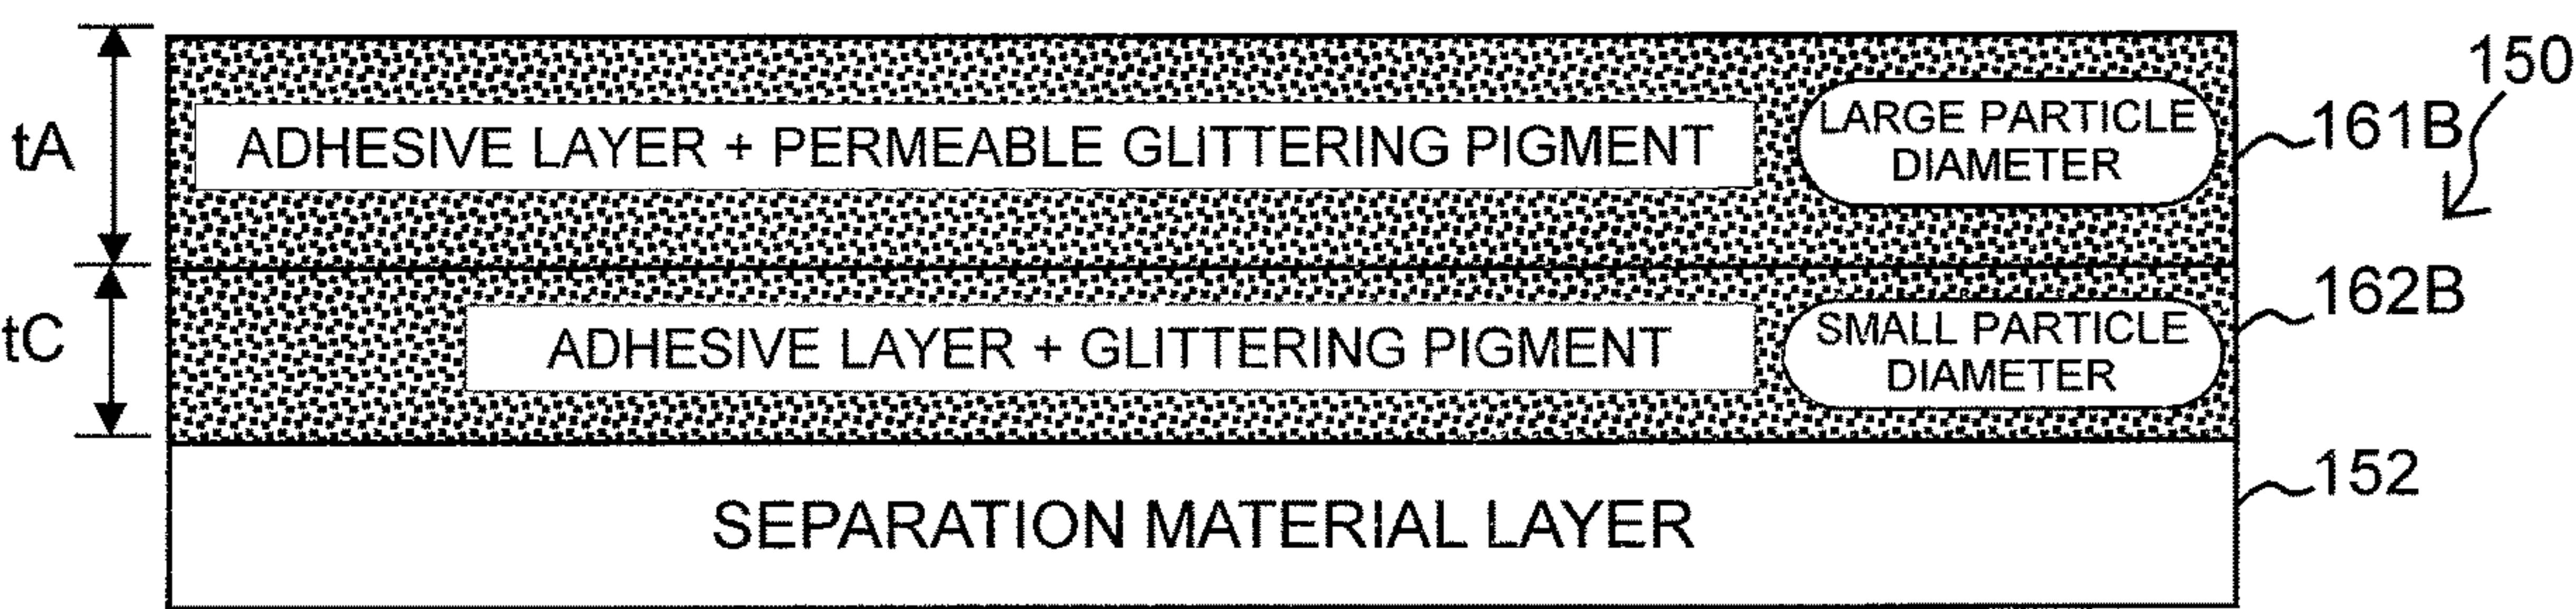 150
tA
ADHESIVE LAYER + PERMEABLE GLITTERING PIGMENT
LARGE PARTICLE
DIAMETER
161B
tC
ADHESIVE LAYER + GLITTERING PIGMENT
SMALL PARTICLE
DIAMETER
162B
SEPARATION MATERIAL LAYER
152